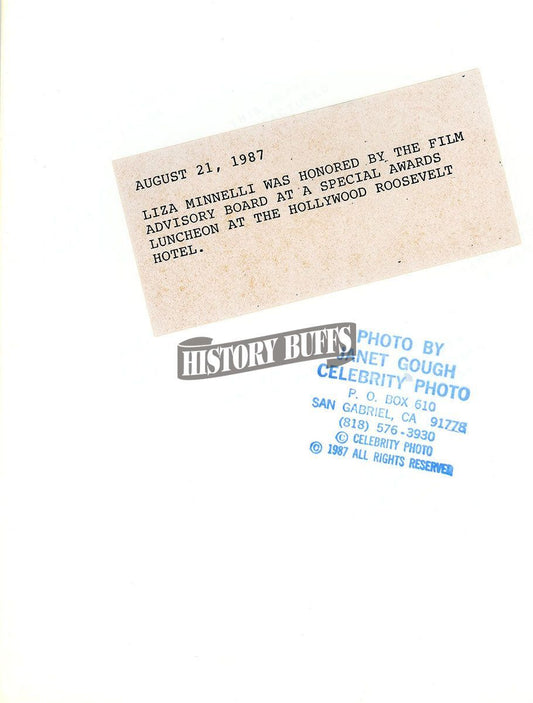 AUGUST 21, 1987
LIZA MINNELLI WAS HONORED BY THE FILM
ADVISORY BOARD AT A SPECIAL AWARDS
LUNCHEON AT THE HOLLYWOOD ROOSEVELT
HOTEL.
HISTORY BUFFS
PHOTO BY
JANET GOUGH
CELEBRITY PHOTO
P. O. BOX 610
SAN GABRIEL, CA 91778
(818) 576-3930
© CELEBRITY PHOTO
© 1987 ALL RIGHTS RESERVED